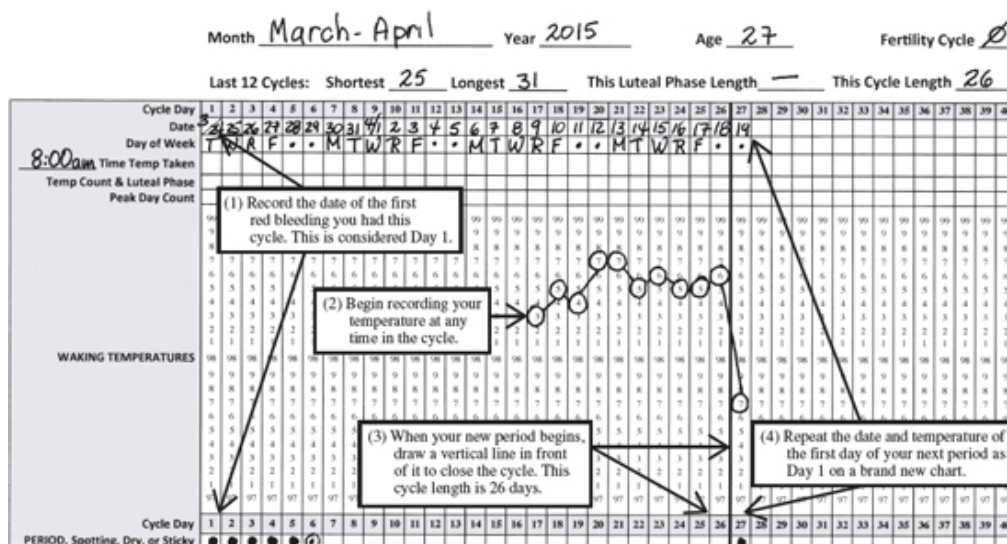 Month March-April Year 2015 Age 27 Fertility Cycle Ø
Last 12 Cycles: Shortest 25 Longest 31 This Luteal Phase Length — This Cycle Length 26
Cycle Day 1 2 3 4 5 6 7 8 9 10 11 12 13 14 15 16 17 18 19 20 21 22 23 24 25 26 27 28 29 30 31 32 33 34 35 36 37 38 39
Date 3/24 25 26 27 28 29 30 31 4/1 2 3 4 5 6 7 8 9 10 11 12 13 14 15 16 17 18 19
Day of Week T W R F • • M T W R F • • M T W R F • • M T W R F • •
8:00am Time Temp Taken
Temp Count & Luteal Phase
Peak Day Count
(1) Record the date of the first
red bleeding you had this
cycle. This is considered Day 1.
(2) Begin recording your
temperature at any
time in the cycle.
WAKING TEMPERATURES
(3) When your new period begins,
draw a vertical line in front
of it to close the cycle. This
cycle length is 26 days.
(4) Repeat the date and temperature of
the first day of your next period as
Day 1 on a brand new chart.
Cycle Day 1 2 3 4 5 6 7 8 9 10 11 12 13 14 15 16 17 18 19 20 21 22 23 24 25 26 27 28 29 30 31 32 33 34 35 36 37 38 39
PERIOD, Spotting, Dry, or Sticky